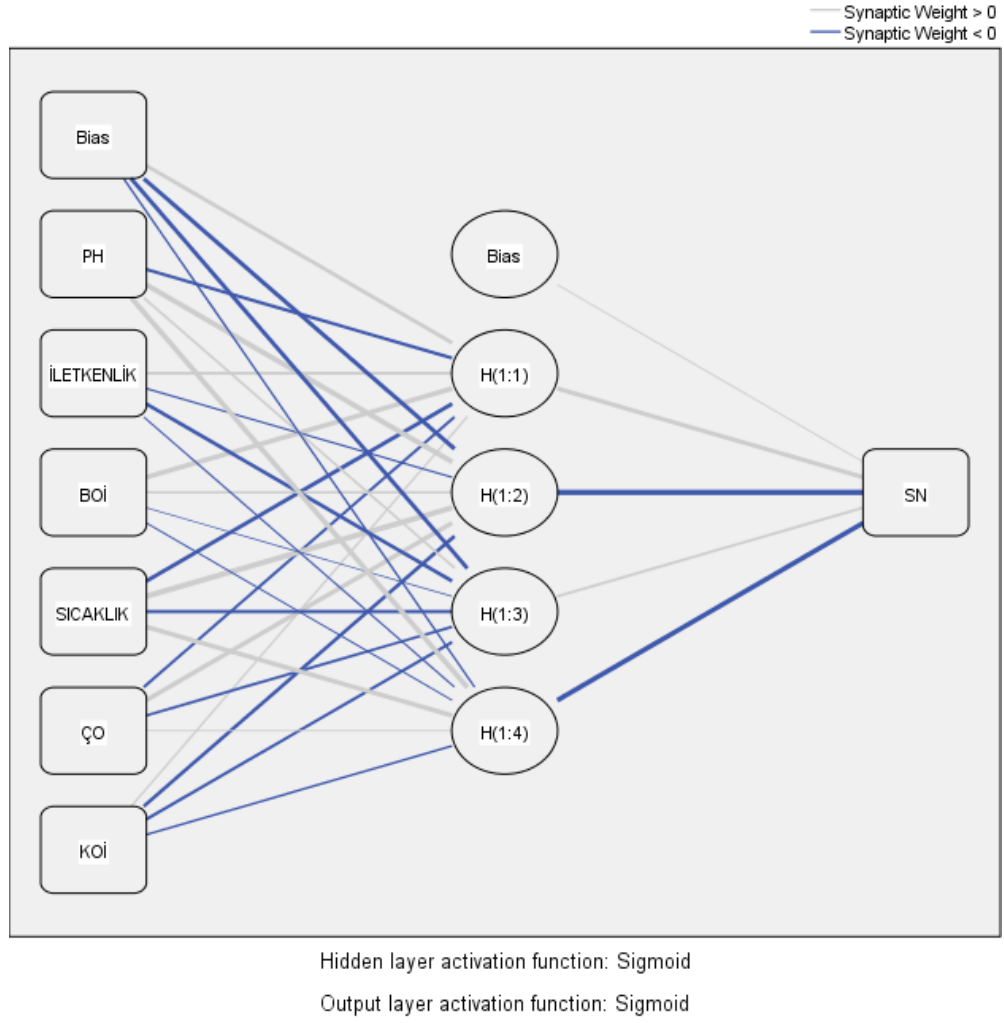 Synaptic Weight > 0
Synaptic Weight < 0
Bias
PH
İLETKENLİK
BOİ
SICAKLIK
ÇO
KOİ
Bias
H(1:1)
H(1:2)
H(1:3)
H(1:4)
SN
Hidden layer activation function: Sigmoid
Output layer activation function: Sigmoid